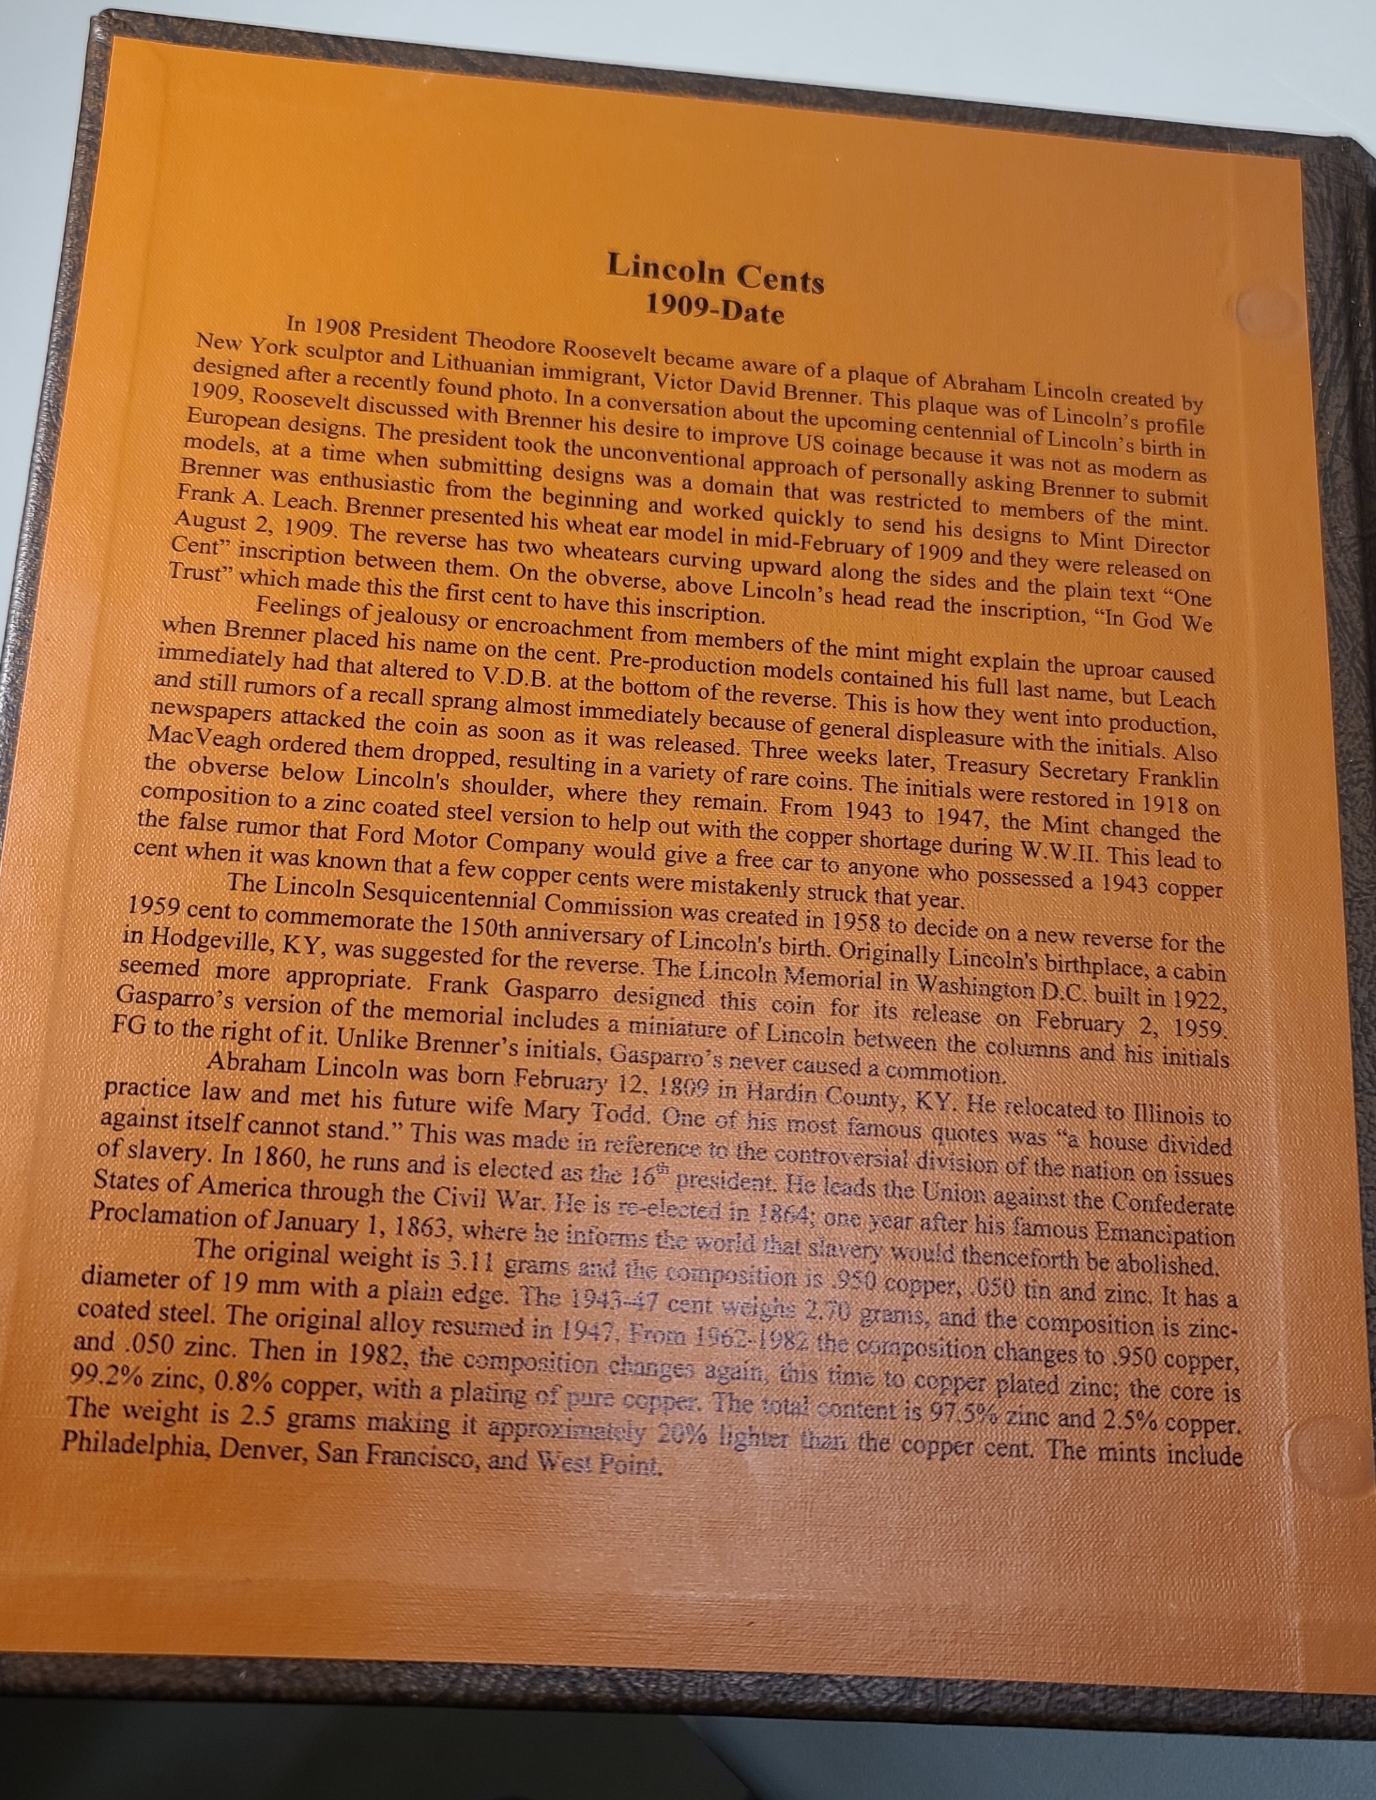 Lincoln Cents
1909-Date
In 1908 President Theodore Roosevelt became aware of a plaque of Abraham Lincoln created by
New York sculptor and Lithuanian immigrant, Victor David Brenner. This plaque was of Lincoln’s profile
designed after a recently found photo. In a conversation about the upcoming centennial of Lincoln’s birth in
1909, Roosevelt discussed with Brenner his desire to improve US coinage because it was not as modern as
European designs. The president took the unconventional approach of personally asking Brenner to submit
models, at a time when submitting designs was a domain that was restricted to members of the mint.
Brenner was enthusiastic from the beginning and worked quickly to send his designs to Mint Director
Frank A. Leach. Brenner presented his wheat ear model in mid-February of 1909 and they were released on
August 2, 1909. The reverse has two wheatears curving upward along the sides and the plain text “One
Cent” inscription between them. On the obverse, above Lincoln’s head read the inscription, “In God We
Trust” which made this the first cent to have this inscription.
Feelings of jealousy or encroachment from members of the mint might explain the uproar caused
when Brenner placed his name on the cent. Pre-production models contained his full last name, but Leach
immediately had that altered to V.D.B. at the bottom of the reverse. This is how they went into production,
and still rumors of a recall sprang almost immediately because of general displeasure with the initials. Also
newspapers attacked the coin as soon as it was released. Three weeks later, Treasury Secretary Franklin
MacVeagh ordered them dropped, resulting in a variety of rare coins. The initials were restored in 1918 on
the obverse below Lincoln's shoulder, where they remain. From 1943 to 1947, the Mint changed the
composition to a zinc coated steel version to help out with the copper shortage during W.W.II. This lead to
the false rumor that Ford Motor Company would give a free car to anyone who possessed a 1943 copper
cent when it was known that a few copper cents were mistakenly struck that year.
The Lincoln Sesquicentennial Commission was created in 1958 to decide on a new reverse for the
1959 cent to commemorate the 150th anniversary of Lincoln's birth. Originally Lincoln's birthplace, a cabin
in Hodgeville, KY, was suggested for the reverse. The Lincoln Memorial in Washington D.C. built in 1922,
seemed more appropriate. Frank Gasparro designed this coin for its release on February 2, 1959.
Gasparro’s version of the memorial includes a miniature of Lincoln between the columns and his initials
FG to the right of it. Unlike Brenner’s initials, Gasparro’s never caused a commotion.
Abraham Lincoln was born February 12, 1809 in Hardin County, KY. He relocated to Illinois to
practice law and met his future wife Mary Todd. One of his most famous quotes was “a house divided
against itself cannot stand.” This was made in reference to the controversial division of the nation on issues
of slavery. In 1860, he runs and is elected as the 16th president. He leads the Union against the Confederate
States of America through the Civil War. He is re-elected in 1864; one year after his famous Emancipation
Proclamation of January 1, 1863, where he informs the world that slavery would thenceforth be abolished.
The original weight is 3.11 grams and the composition is .950 copper, .050 tin and zinc. It has a
diameter of 19 mm with a plain edge. The 1943-47 cent weighs 2.70 grams, and the composition is zinc-
coated steel. The original alloy resumed in 1947. From 1962-1982 the composition changes to .950 copper,
and .050 zinc. Then in 1982, the composition changes again, this time to copper plated zinc; the core is
99.2% zinc, 0.8% copper, with a plating of pure copper. The total content is 97.5% zinc and 2.5% copper.
The weight is 2.5 grams making it approximately 20% lighter than the copper cent. The mints include
Philadelphia, Denver, San Francisco, and West Point.